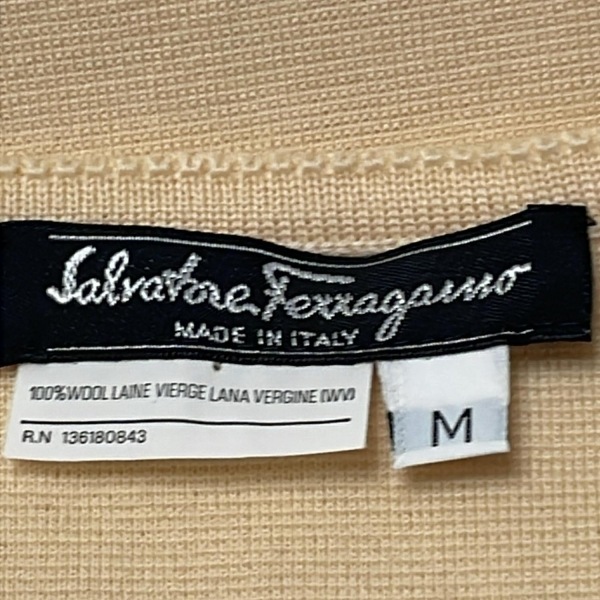 Salvatore Ferragamo
MADE IN ITALY
100%WOOL LAINE VIERGE LANA VERGINE (WV)
R.N 136180843
M